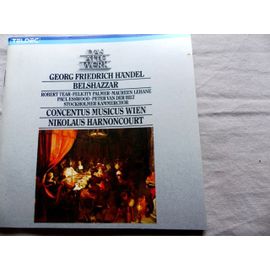 TELDEC
DAS
ALTE
WERK
GEORG FRIEDRICH HÄNDEL
BELSHAZZAR
ROBERT TEAR · FELICITY PALMER · MAUREEN LEHANE
PAUL ESSWOOD · PETER VAN DER BILT
STOCKHOLMER KAMMERCHOR
CONCENTUS MUSICUS WIEN
NIKOLAUS HARNONCOURT